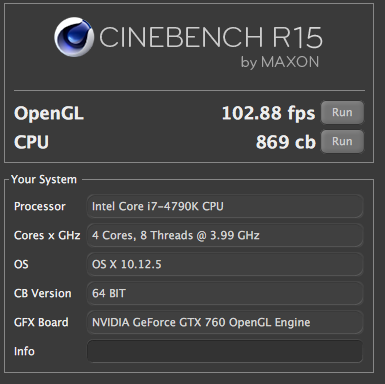 CINEBENCH R15
by MAXON
OpenGL 102.88 fps Run
CPU 869 cb Run
Your System
Processor Intel Core i7-4790K CPU
Cores x GHz 4 Cores, 8 Threads @ 3.99 GHz
OS OS X 10.12.5
CB Version 64 BIT
GFX Board NVIDIA GeForce GTX 760 OpenGL Engine
Info